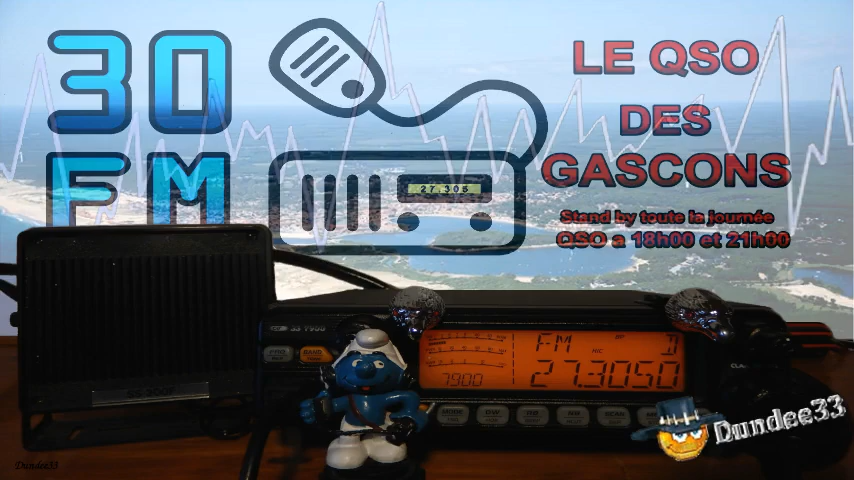 30
FM
27.305
LE QSO
DES
GASCONS
Stand by toute la journée
QSO a 18h00 et 21h00
FM
27.3050
7900
D
Dundee33
Dundee33